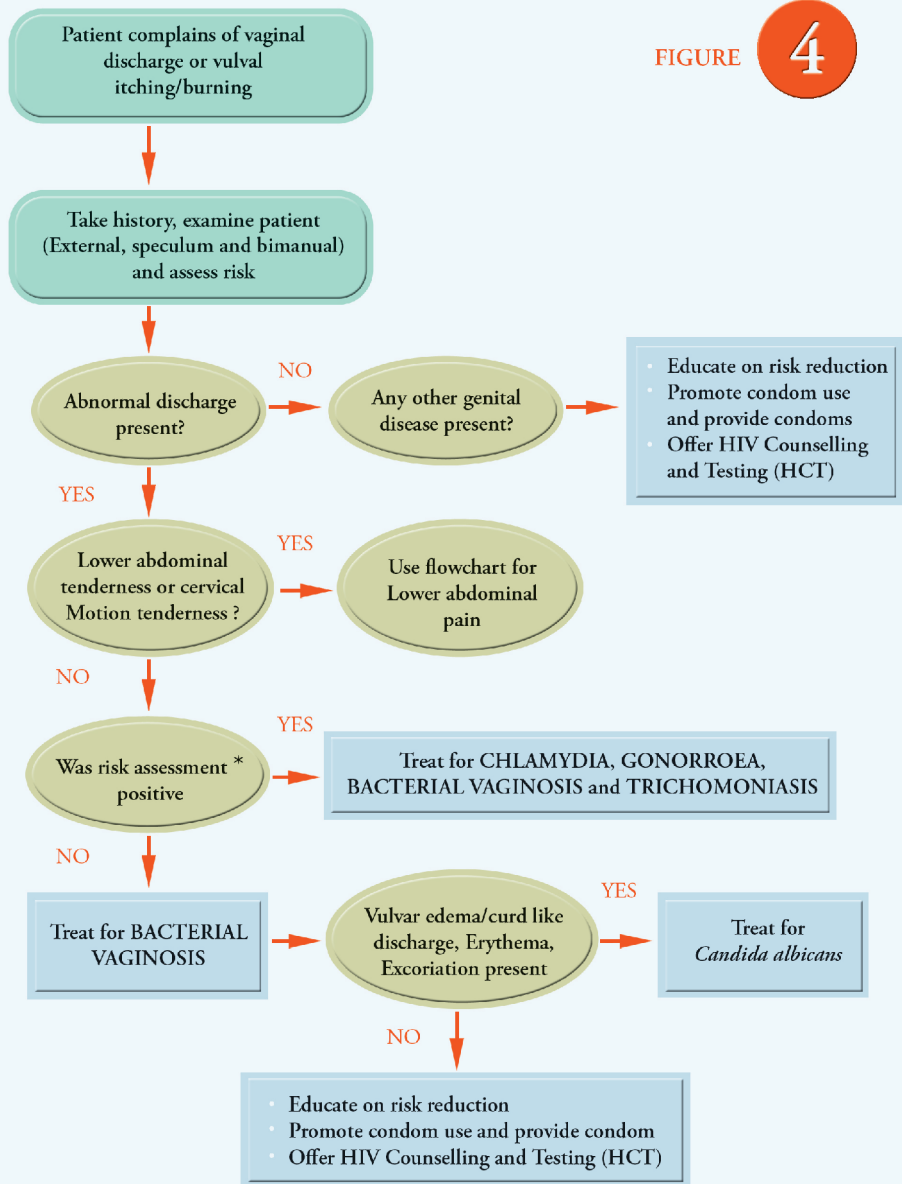 FIGURE 4
Patient complains of vaginal
discharge or vulval
itching/burning
Take history, examine patient
(External, speculum and bimanual)
and assess risk
Abnormal discharge
present?
NO
Any other genital
disease present?
· Educate on risk reduction
· Promote condom use
and provide condoms
· Offer HIV Counselling
and Testing (HCT)
YES
Lower abdominal
tenderness or cervical
Motion tenderness ?
YES
Use flowchart for
Lower abdominal
pain
NO
Was risk assessment *
positive
YES
Treat for CHLAMYDIA, GONORROEA,
BACTERIAL VAGINOSIS and TRICHOMONIASIS
NO
Treat for BACTERIAL
VAGINOSIS
Vulvar edema/curd like
discharge, Erythema,
Excoriation present
YES
Treat for
Candida albicans
NO
· Educate on risk reduction
· Promote condom use and provide condom
· Offer HIV Counselling and Testing (HCT)